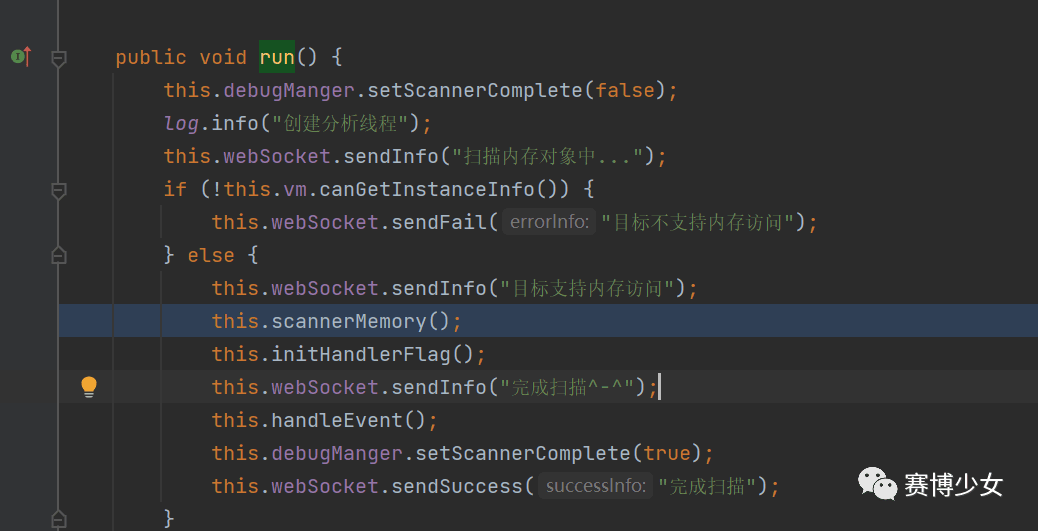 public void run() {
this.debugManger.setScannerComplete(false);
log.info("创建分析线程");
this.webSocket.sendInfo("扫描内存对象中...");
if (!this.vm.canGetInstanceInfo()) {
this.webSocket.sendFail( errorInfo: "目标不支持内存访问");
} else {
this.webSocket.sendInfo("目标支持内存访问");
this.scannerMemory();
this.initHandlerFlag();
this.webSocket.sendInfo("完成扫描^-^");
this.handleEvent();
this.debugManger.setScannerComplete(true);
this.webSocket.sendSuccess( successInfo: "完成扫描");
}
赛博少女